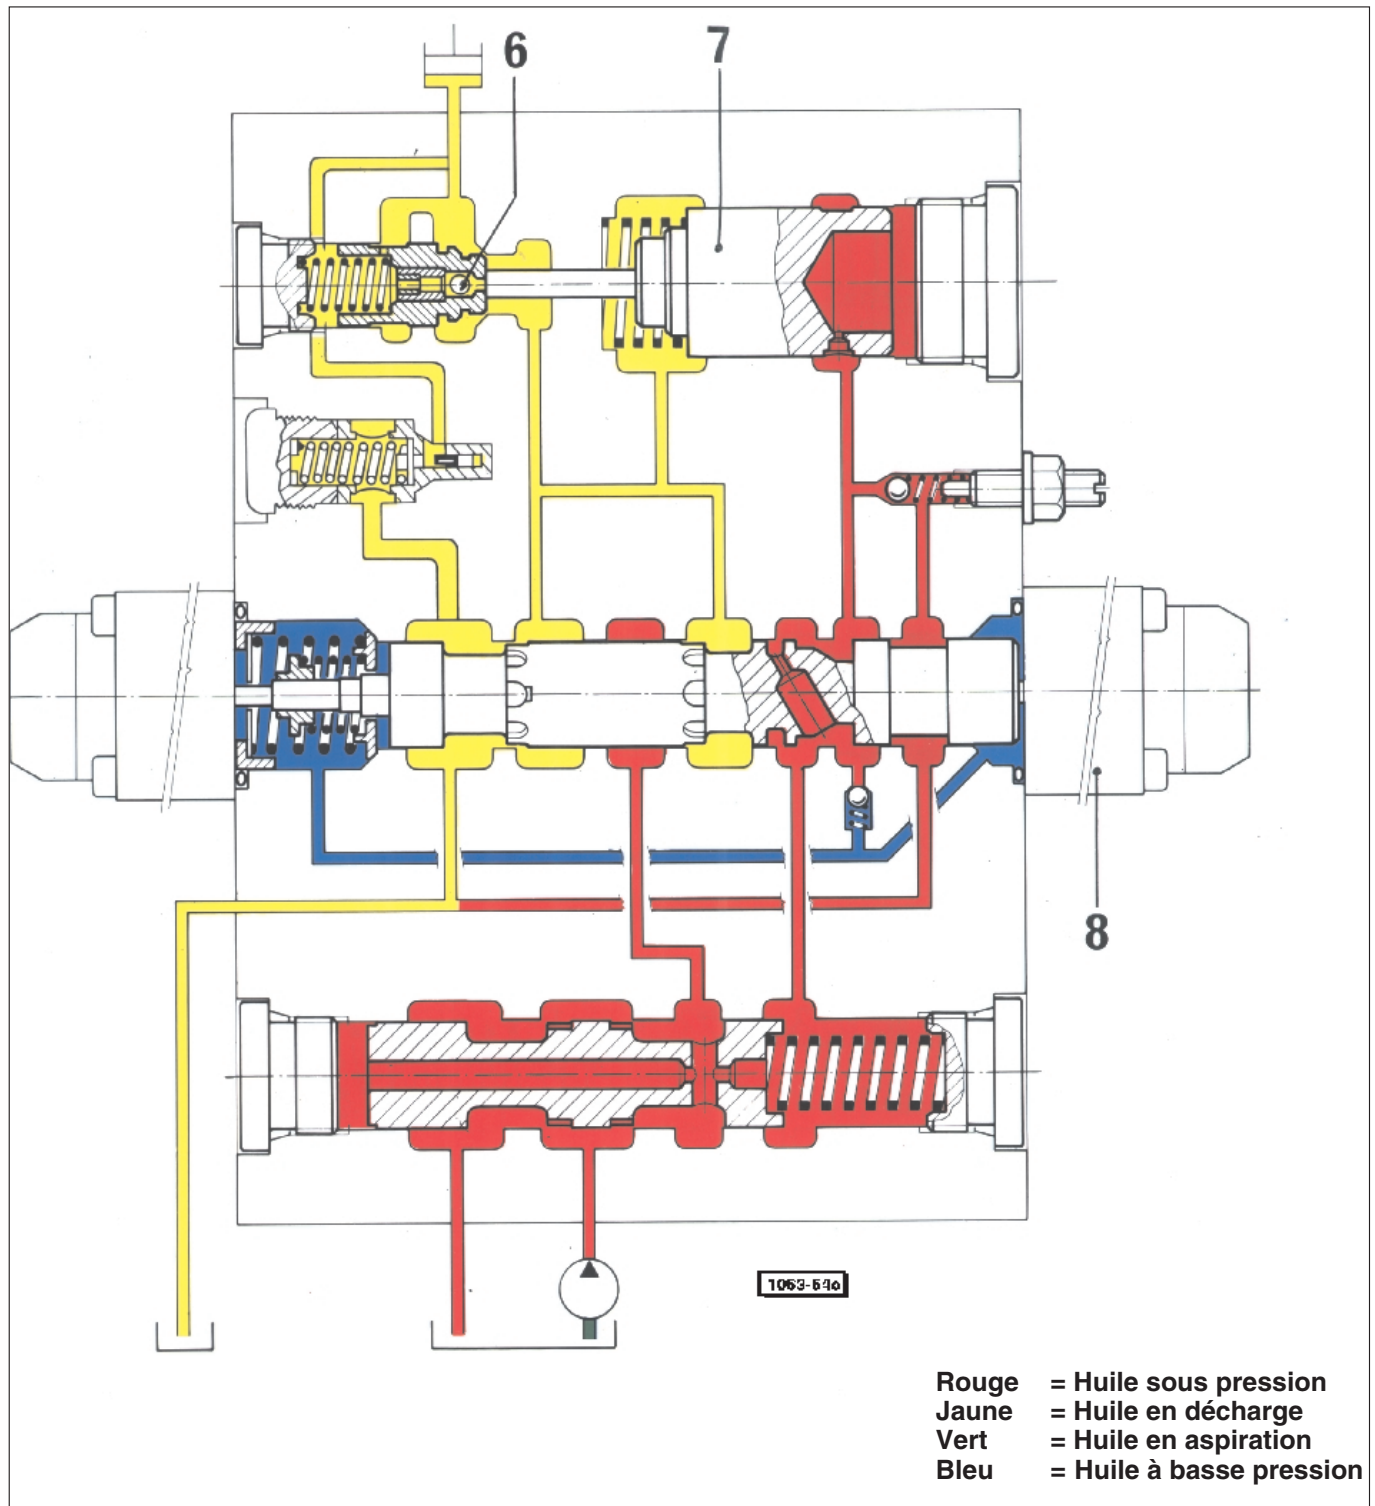 6
7
8
1063-64a
Rouge = Huile sous pression
Jaune = Huile en décharge
Vert = Huile en aspiration
Bleu = Huile à basse pression